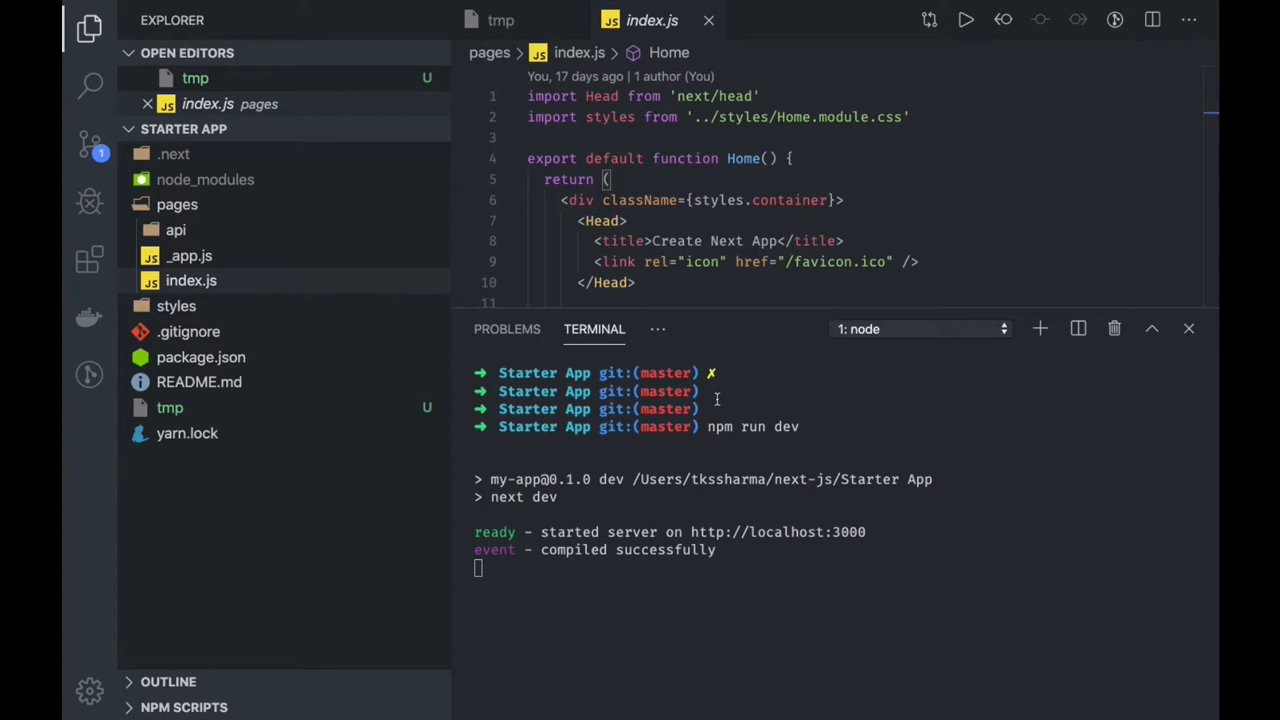 EXPLORER
OPEN EDITORS
tmp U
JS index.js pages
STARTER APP
.next
node_modules
pages
api
JS _app.js
JS index.js
styles
.gitignore
package.json
README.md
tmp U
yarn.lock
OUTLINE
NPM SCRIPTS
1
tmp
JS index.js
pages > JS index.js > Home
You, 17 days ago | 1 author (You)
1 import Head from 'next/head'
2 import styles from '../styles/Home.module.css'
3
4 export default function Home() {
5 return (
6 <div className={styles.container}>
7 <Head>
8 <title>Create Next App</title>
9 <link rel="icon" href="/favicon.ico" />
10 </Head>
11
PROBLEMS TERMINAL ... 1: node
➜ Starter App git:(master) ✗
➜ Starter App git:(master)
➜ Starter App git:(master)
➜ Starter App git:(master) npm run dev
> my-app@0.1.0 dev /Users/tkssharma/next-js/Starter App
> next dev
ready - started server on http://localhost:3000
event - compiled successfully